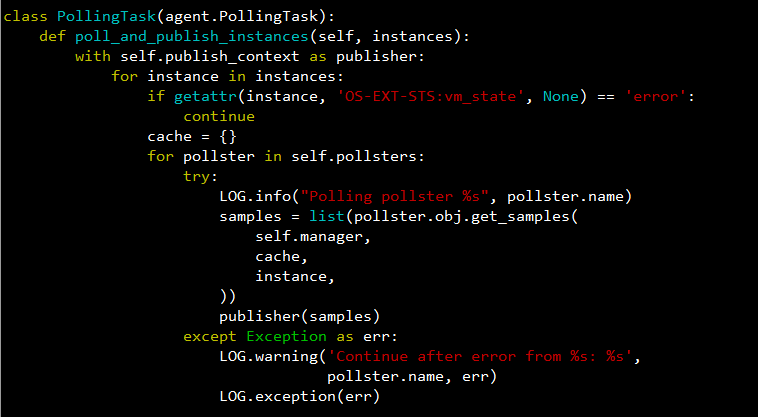 class PollingTask(agent.PollingTask):
    def poll_and_publish_instances(self, instances):
        with self.publish_context as publisher:
            for instance in instances:
                if getattr(instance, 'OS-EXT-STS:vm_state', None) == 'error':
                    continue
                cache = {}
                for pollster in self.pollsters:
                    try:
                        LOG.info("Polling pollster %s", pollster.name)
                        samples = list(pollster.obj.get_samples(
                            self.manager,
                            cache,
                            instance,
                        ))
                        publisher(samples)
                    except Exception as err:
                        LOG.warning('Continue after error from %s: %s',
                                    pollster.name, err)
                        LOG.exception(err)